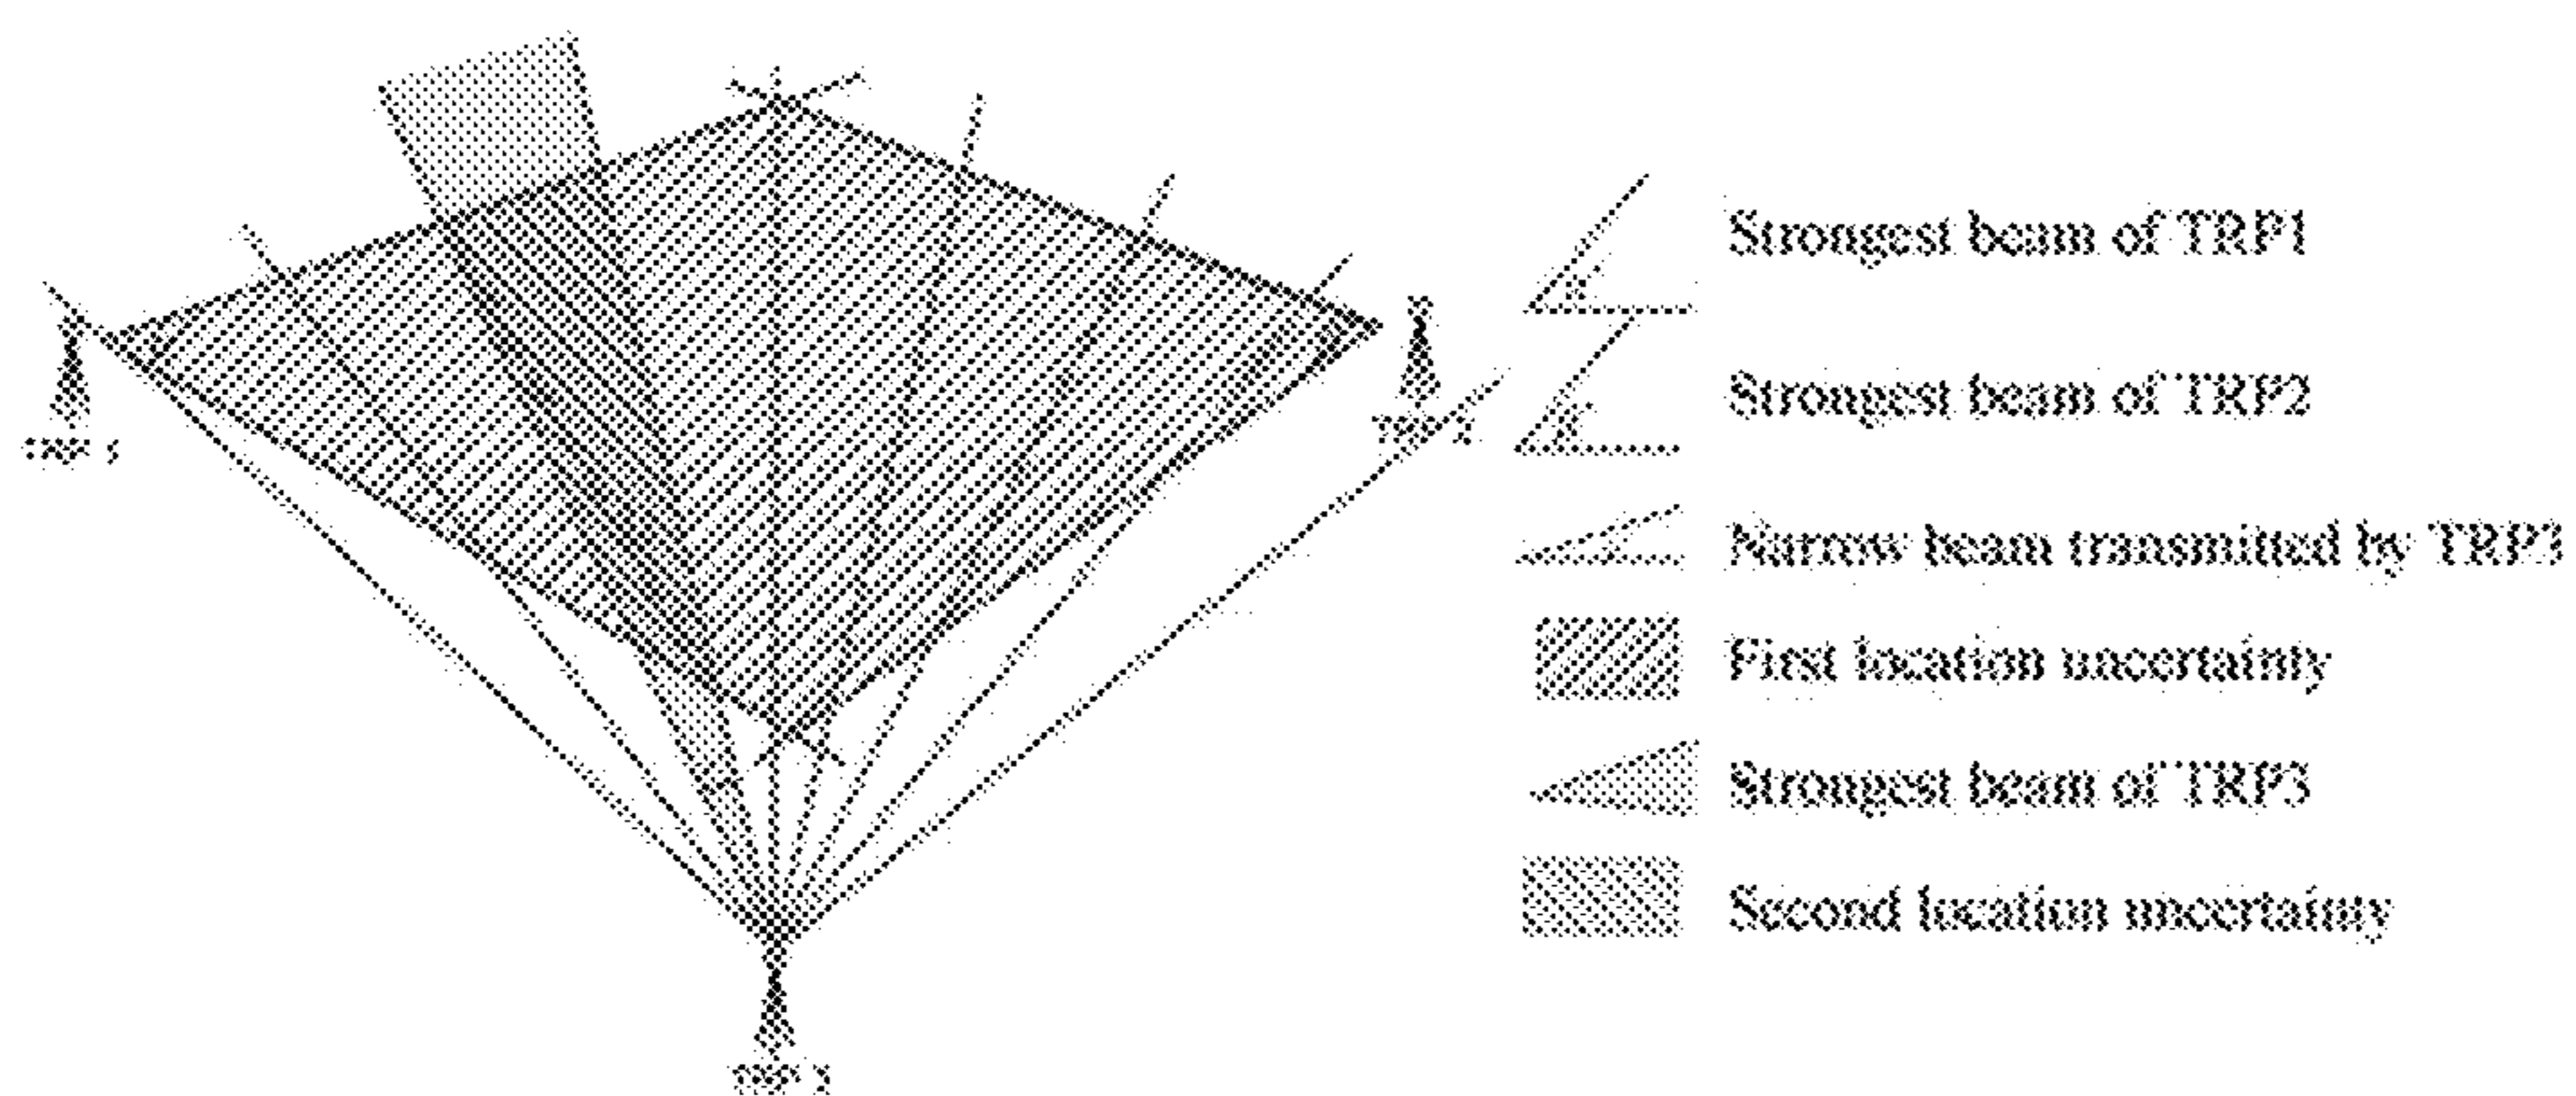 Strongest beam of TRP1
Strongest beam of TRP2
Narrow beam transmitted by TRP3
First location uncertainty
Strongest beam of TRP3
Second location uncertainty